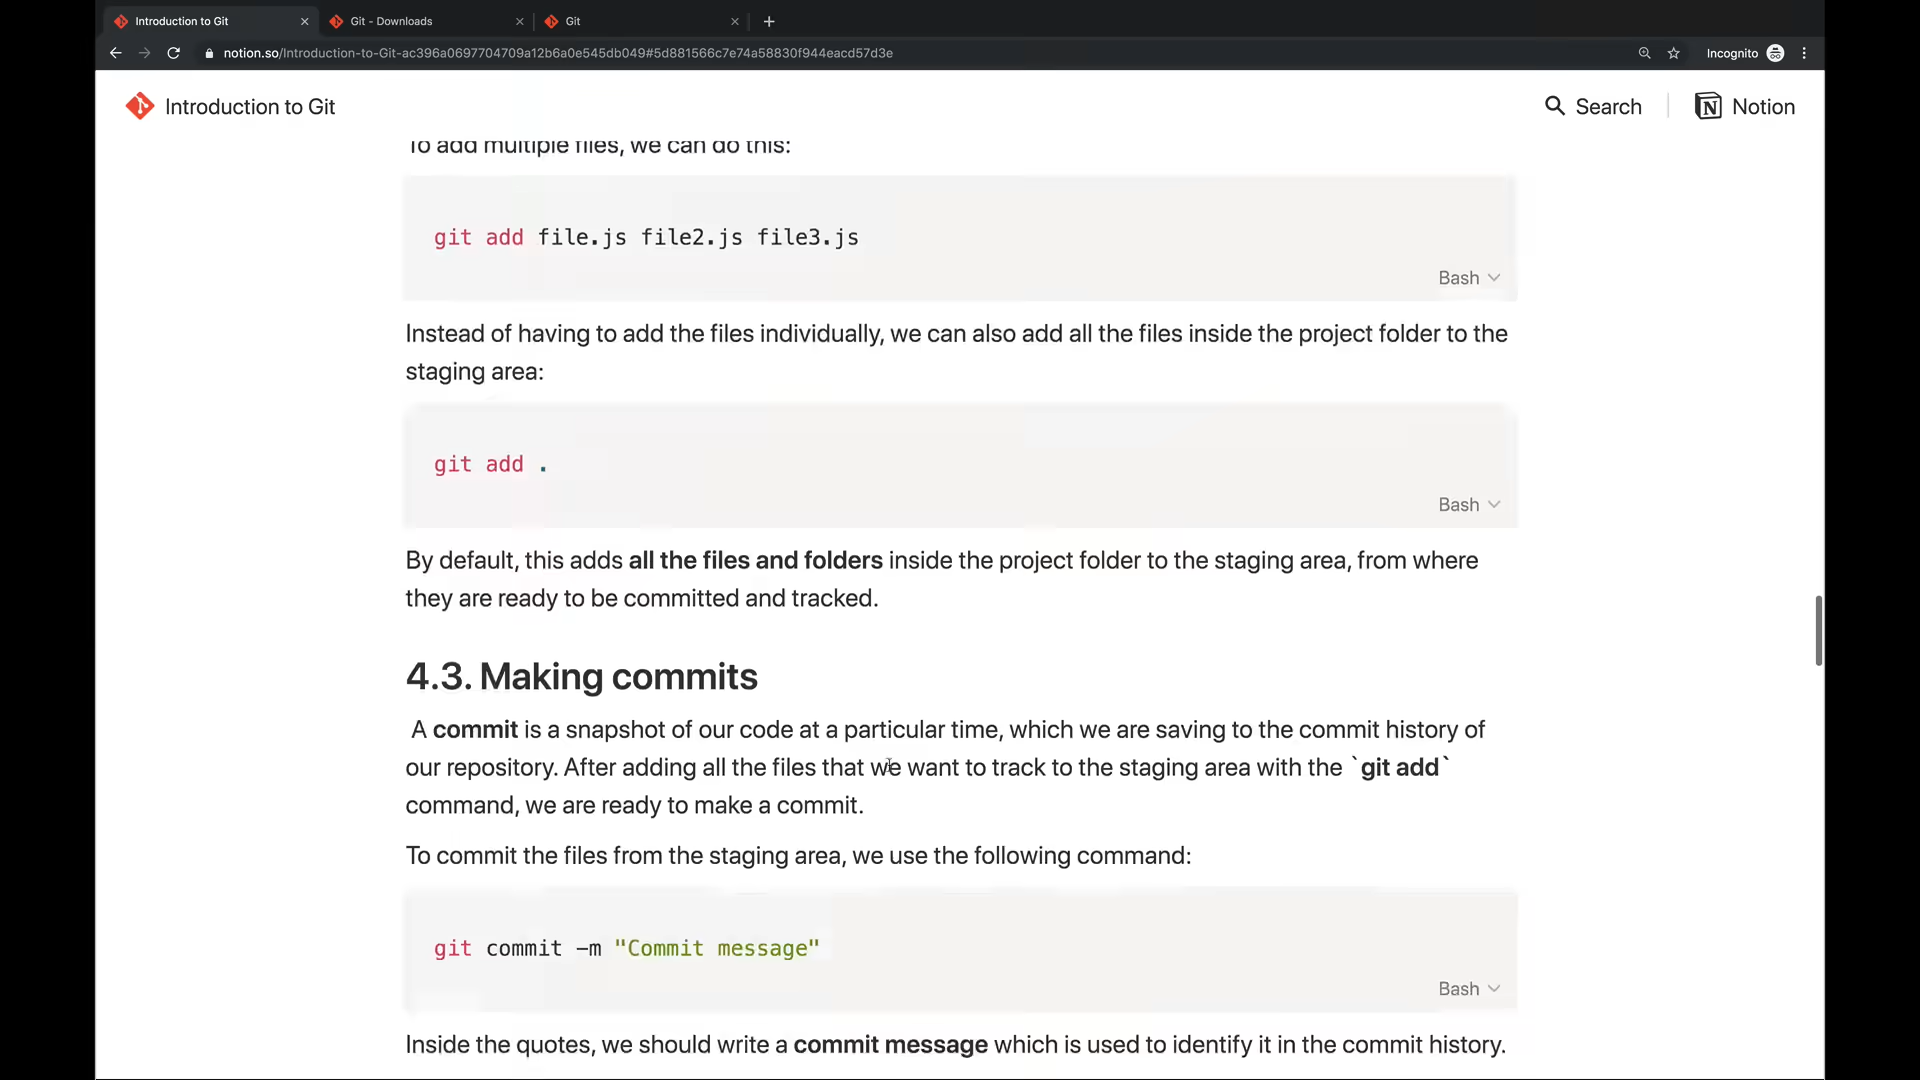 Introduction to Git
Git - Downloads
Git
notion.so/Introduction-to-Git-ac396a0697704709a12b6a0e545db049#5d881566c7e74a58830f944eacd57d3e
Incognito
Introduction to Git
Search
Notion
To add multiple files, we can do this:
git add file.js file2.js file3.js
Bash
Instead of having to add the files individually, we can also add all the files inside the project folder to the
staging area:
git add .
Bash
By default, this adds all the files and folders inside the project folder to the staging area, from where
they are ready to be committed and tracked.
4.3. Making commits
A commit is a snapshot of our code at a particular time, which we are saving to the commit history of
our repository. After adding all the files that we want to track to the staging area with the `git add`
command, we are ready to make a commit.
To commit the files from the staging area, we use the following command:
git commit -m "Commit message"
Bash
Inside the quotes, we should write a commit message which is used to identify it in the commit history.